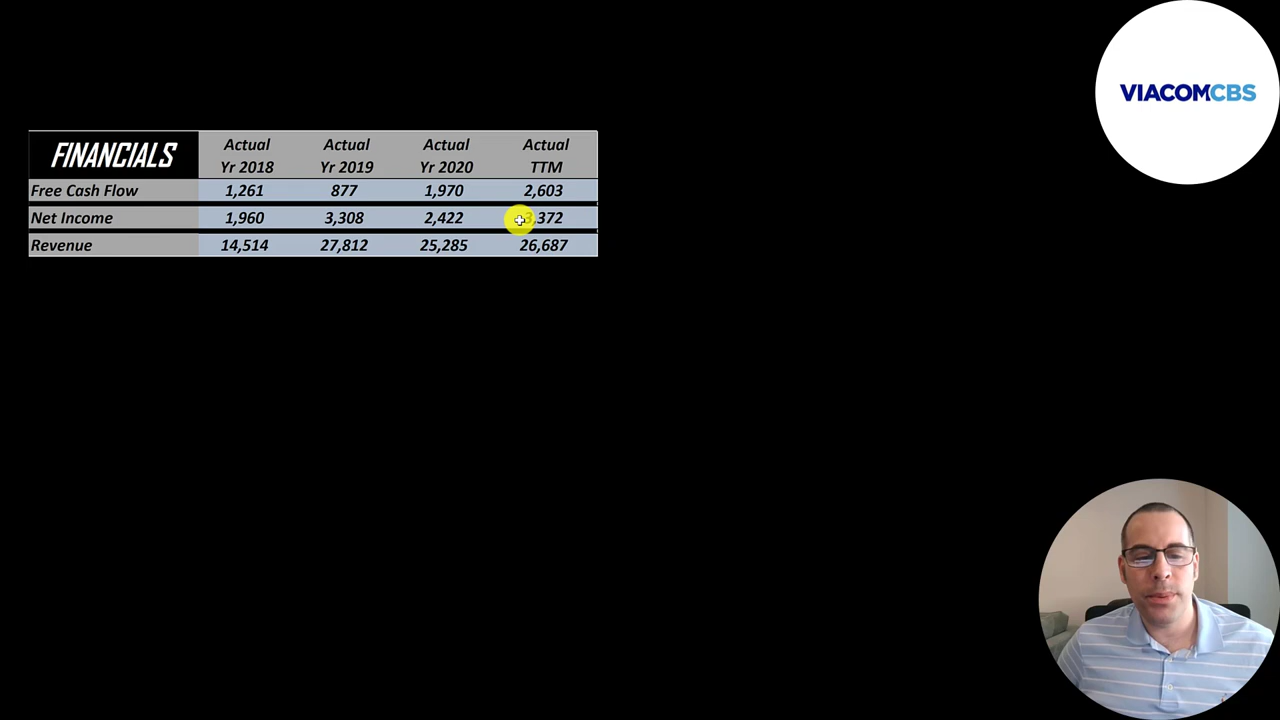 VIACOMCBS
FINANCIALS Actual Yr 2018 Actual Yr 2019 Actual Yr 2020 Actual TTM
Free Cash Flow 1,261 877 1,970 2,603
Net Income 1,960 3,308 2,422 3,372
Revenue 14,514 27,812 25,285 26,687